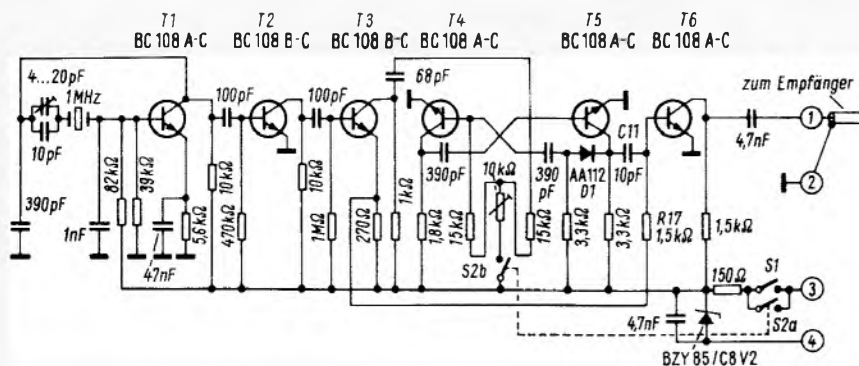 T1 T2 T3 T4 T5 T6
BC 108 A-C BC 108 B-C BC 108 B-C BC 108 A-C BC 108 A-C BC 108 A-C
4...20pF
1MHz
10pF
100pF
100pF
68pF
zum Empfänger
1
4,7nF
2
C11
10pF
390pF
390
pF
AA112
D1
10kΩ
390pF
1nF
82kΩ
39kΩ
47nF
5,6kΩ
10kΩ
470kΩ
10kΩ
1MΩ
270Ω
1kΩ
1,8kΩ
15kΩ
S2b
15kΩ
3,3kΩ
3,3kΩ
R17
1,5kΩ
1,5kΩ
150Ω
S1
3
S2a
4,7nF
4
BZY 85/C8V2